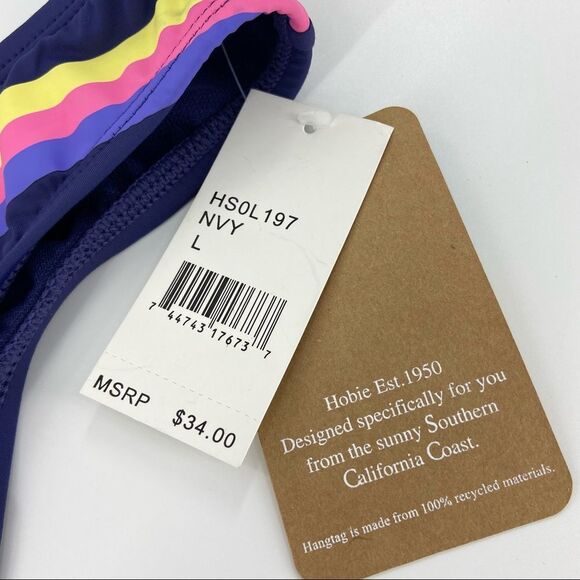 HS0L197
NVY
L
7 44743 17673 7
MSRP $34.00
Hobie Est.1950
Designed specifically for you
from the sunny Southern
California Coast.
Hangtag is made from 100% recycled materials.